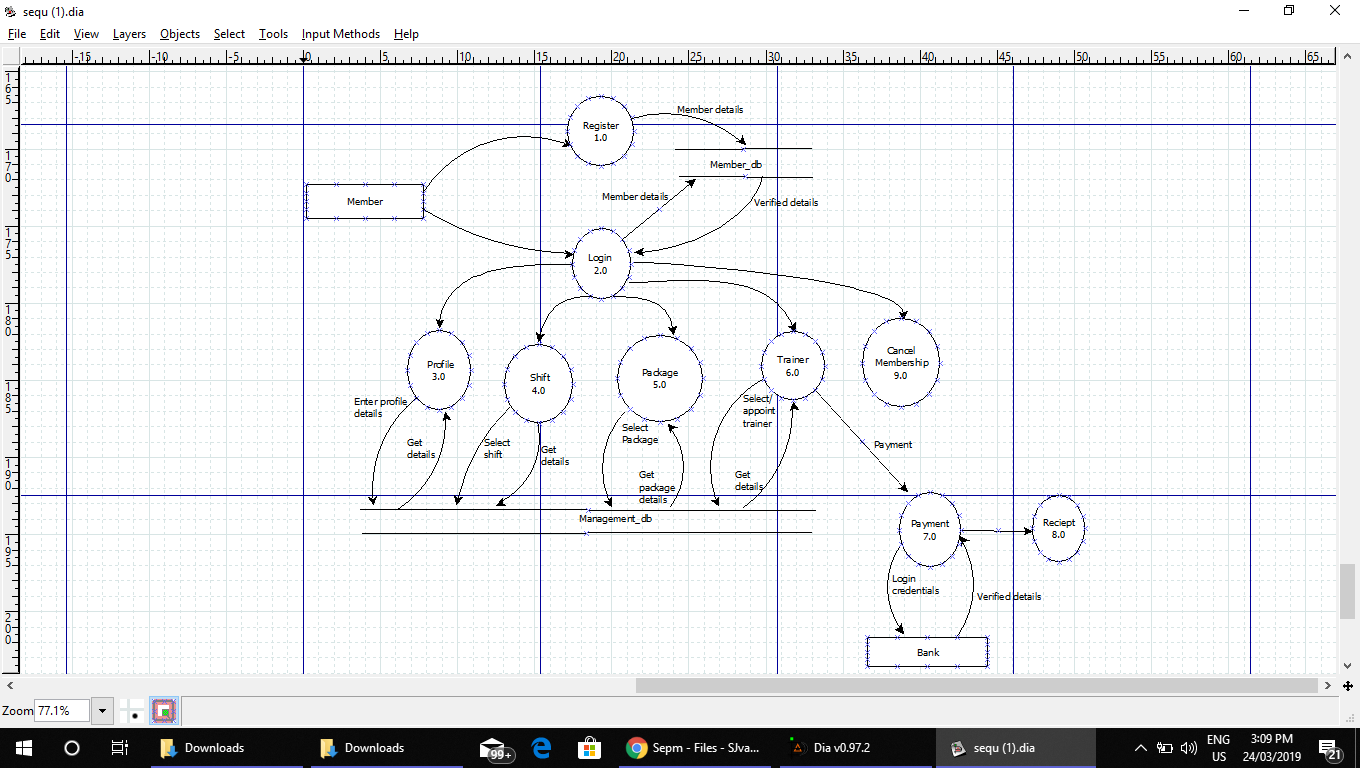 sequ (1).dia
File Edit View Layers Objects Select Tools Input Methods Help
-15 -10 -5 0 5 10 15 20 25 30 35 40 45 50 55 60 65
165
170
175
180
185
190
195
200
Member details
Register
1.0
Member_db
Member
Member details
Verified details
Login
2.0
Profile
3.0
Shift
4.0
Package
5.0
Trainer
6.0
Cancel
Membership
9.0
Enter profile
details
Get
details
Select
shift
Get
details
Select
Package
Get
package
details
Select/
appoint
trainer
Get
details
Payment
Management_db
Payment
7.0
Reciept
8.0
Login
credentials
Verified details
Bank
Zoom 77.1%
Downloads
Downloads
99+
Sepm - Files - SJva...
Dia v0.97.2
sequ (1).dia
ENG
US
3:09 PM
24/03/2019
21